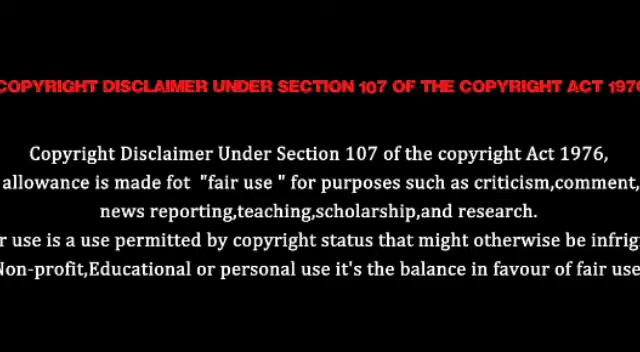 COPYRIGHT DISCLAIMER UNDER SECTION 107 OF THE COPYRIGHT ACT 1976
Copyright Disclaimer Under Section 107 of the copyright Act 1976,
allowance is made fot "fair use " for purposes such as criticism,comment,
news reporting,teaching,scholarship,and research.
r use is a use permitted by copyright status that might otherwise be infrig
Non-profit,Educational or personal use it's the balance in favour of fair use